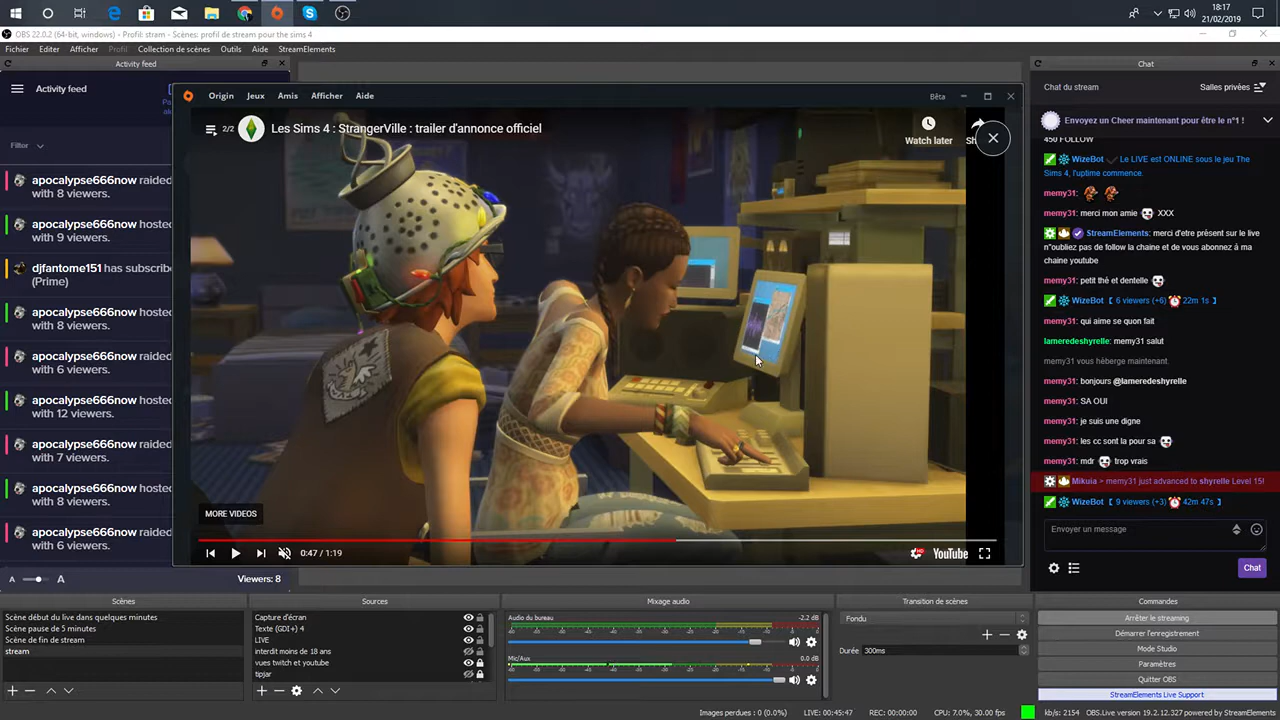 18:17
21/02/2019
OBS 22.0.2 (64-bit, windows) - Profil: stram - Scènes: profil de stream pour the sims 4
Fichier Editer Afficher Profil Collection de scènes Outils Aide StreamElements
Activity feed
Activity feed
Filter
apocalypse666now raided
with 8 viewers.
apocalypse666now hosted
with 9 viewers.
djfantome151 has subscribe
(Prime)
apocalypse666now hosted
with 8 viewers.
apocalypse666now raided
with 6 viewers.
apocalypse666now hosted
with 12 viewers.
apocalypse666now raided
with 7 viewers.
apocalypse666now hosted
with 8 viewers.
apocalypse666now raided
with 6 viewers.
A A
Viewers: 8
Origin Jeux Amis Afficher Aide
Bêta
2/2 Les Sims 4 : StrangerVille : trailer d'annonce officiel
Watch later
MORE VIDEOS
0:47 / 1:19
HD
YouTube
Chat
Chat du stream
Salles privées
Envoyez un Cheer maintenant pour être le n°1 !
450 FOLLOW
WizeBot Le LIVE est ONLINE sous le jeu The
Sims 4, l'uptime commence.
memy31:
memy31: merci mon amie XXX
StreamElements: merci d'etre présent sur le live
n"oubliez pas de follow la chaine et de vous abonnez à ma
chaine youtube
memy31: petit thé et dentelle
WizeBot [ 6 viewers (+6) 22m 1s ]
memy31: qui aime se quon fait
lameredeshyrelle: memy31 salut
memy31 vous héberge maintenant.
memy31: bonjours @lameredeshyrelle
memy31: SA OUI
memy31: je suis une digne
memy31: les cc sont la pour sa
memy31: mdr trop vrais
Mikuia > memy31 just advanced to shyrelle Level 15!
WizeBot [ 9 viewers (+3) 42m 47s ]
Envoyer un message
Chat
Scènes
Scène début du live dans quelques minutes
Scène pause de 5 minutes
Scène de fin de stream
stream
Sources
Capture d'écran
Texte (GDI+) 4
LIVE
interdit moins de 18 ans
vues twitch et youtube
tipjar
Mixage audio
Audio du bureau -2.2 dB
Mic/Aux 0.0 dB
Transition de scènes
Fondu
Durée 300ms
Commandes
Arrêter le streaming
Démarrer l'enregistrement
Mode Studio
Paramètres
Quitter OBS
StreamElements Live Support
Images perdues : 0 (0.0%) LIVE: 00:45:47 REC: 00:00:00 CPU: 7.0%, 30.00 fps kb/s: 2154 OBS.Live version 19.2.12.327 powered by StreamElements